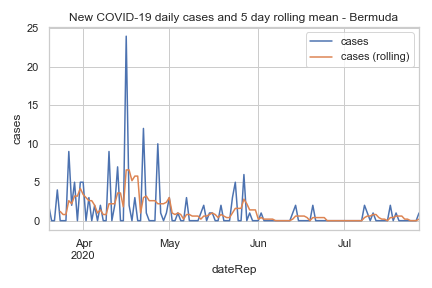 New COVID-19 daily cases and 5 day rolling mean - Bermuda
25
20
15
10
5
0
cases
cases
cases (rolling)
Apr
2020
May
Jun
Jul
dateRep